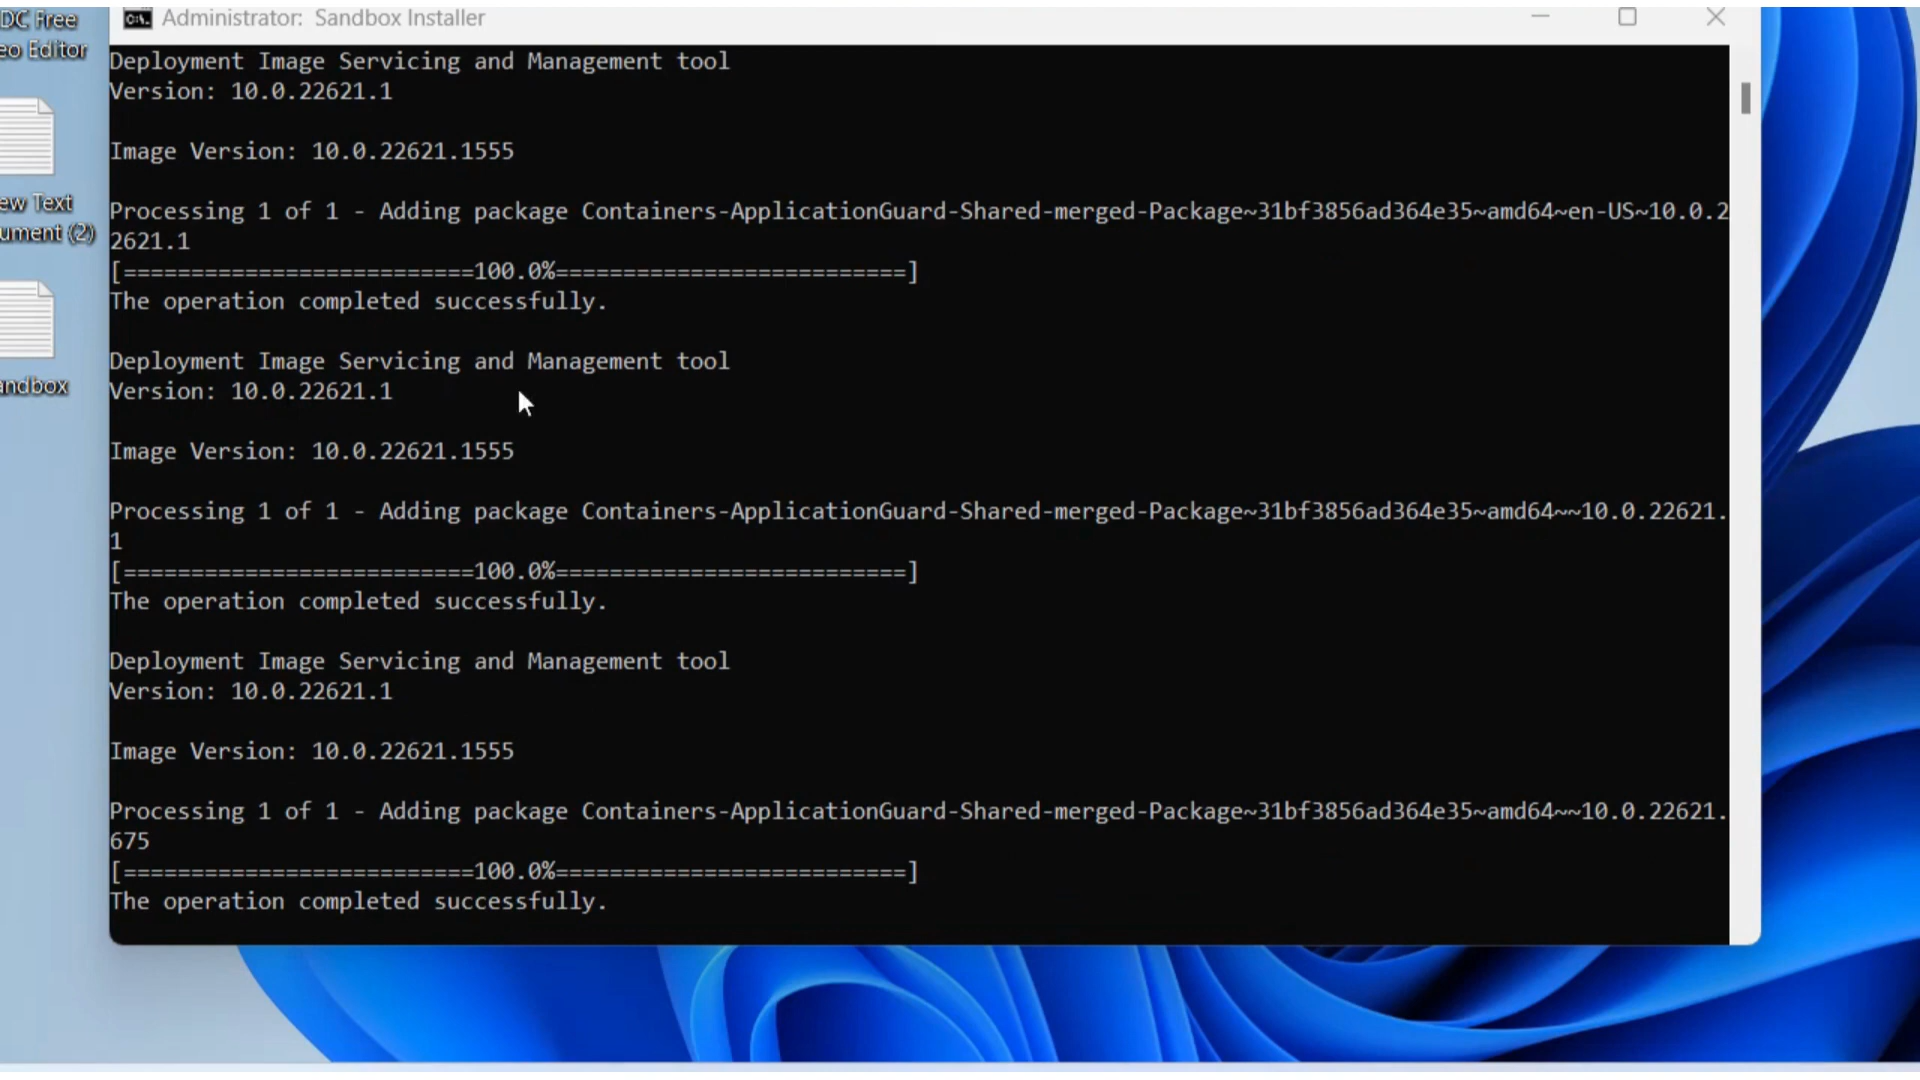 DC Free
eo Editor
ew Text
ument (2)
andbox
Administrator: Sandbox Installer
Deployment Image Servicing and Management tool
Version: 10.0.22621.1
Image Version: 10.0.22621.1555
Processing 1 of 1 - Adding package Containers-ApplicationGuard-Shared-merged-Package~31bf3856ad364e35~amd64~en-US~10.0.2
2621.1
[==========================100.0%==========================]
The operation completed successfully.
Deployment Image Servicing and Management tool
Version: 10.0.22621.1
Image Version: 10.0.22621.1555
Processing 1 of 1 - Adding package Containers-ApplicationGuard-Shared-merged-Package~31bf3856ad364e35~amd64~~10.0.22621.
1
[==========================100.0%==========================]
The operation completed successfully.
Deployment Image Servicing and Management tool
Version: 10.0.22621.1
Image Version: 10.0.22621.1555
Processing 1 of 1 - Adding package Containers-ApplicationGuard-Shared-merged-Package~31bf3856ad364e35~amd64~~10.0.22621.
675
[==========================100.0%==========================]
The operation completed successfully.